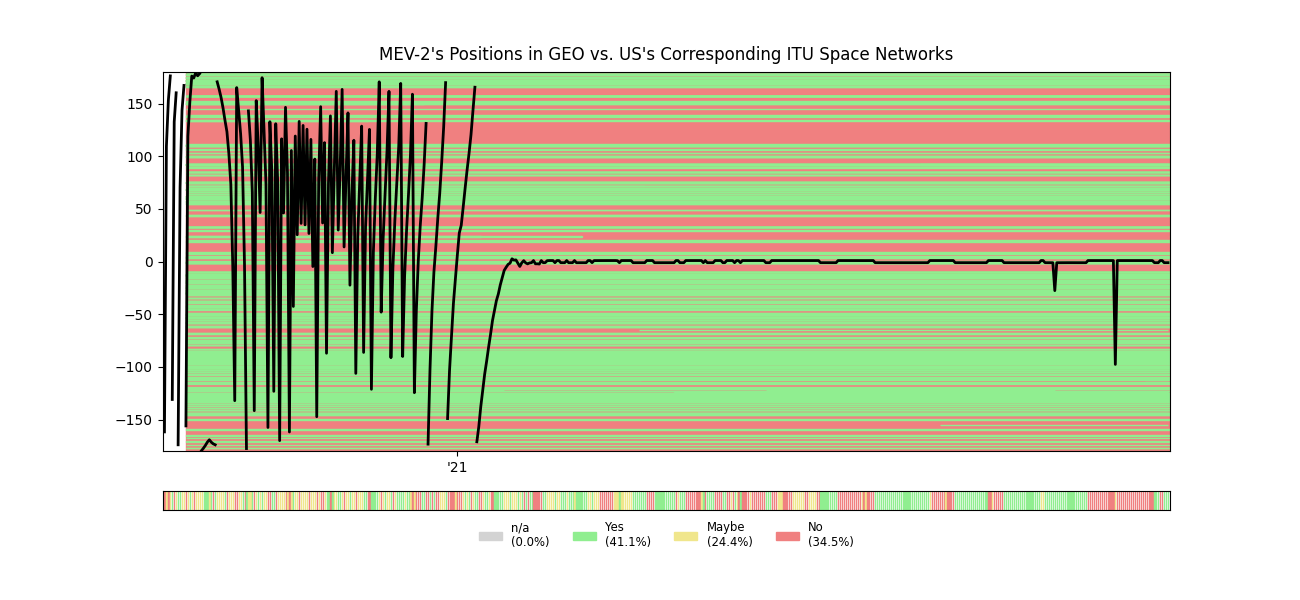 MEV-2's Positions in GEO vs. US's Corresponding ITU Space Networks
150
100
50
0
−50
−100
−150
'21
n/a
(0.0%)
Yes
(41.1%)
Maybe
(24.4%)
No
(34.5%)